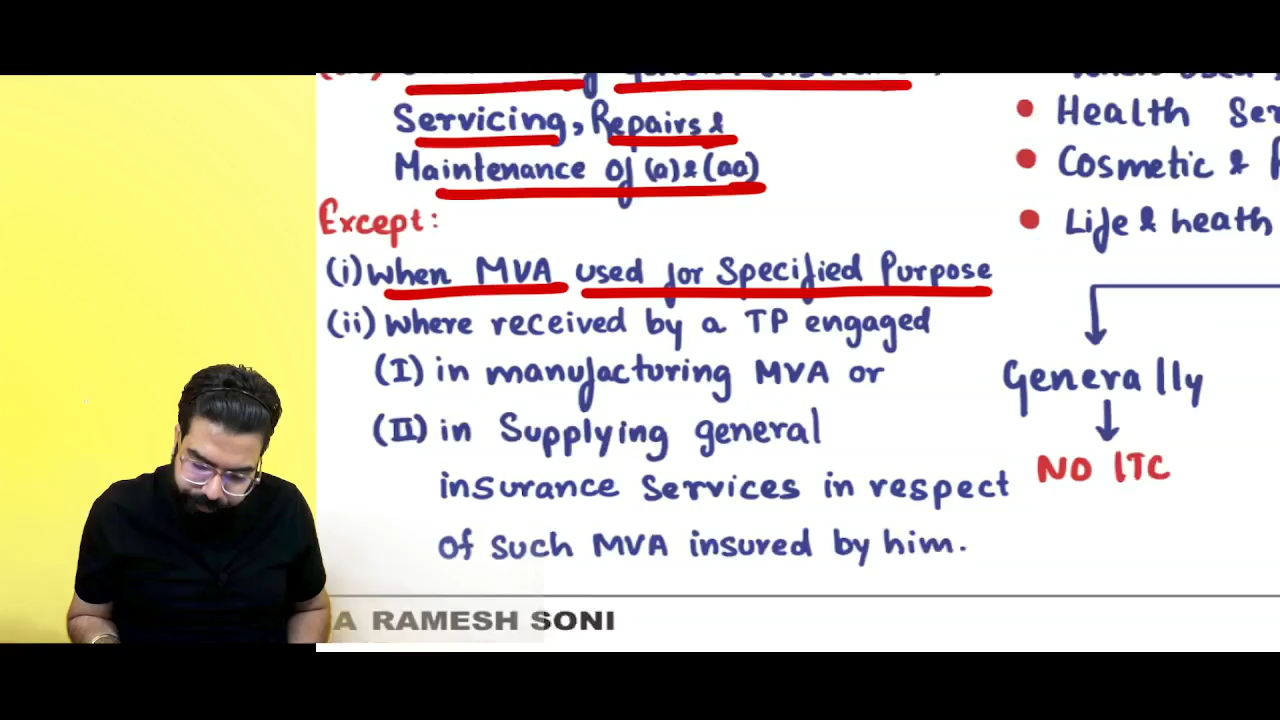 Servicing, Repairs &
Maintenance of (a) & (aa)
Except:
(i) When MVA used for Specified Purpose
(ii) Where received by a TP engaged
(I) in manufacturing MVA or
(II) in Supplying general
insurance Services in respect
of such MVA insured by him.
Health Ser
Cosmetic &
Life & heath
Generally
NO ITC
A RAMESH SONI